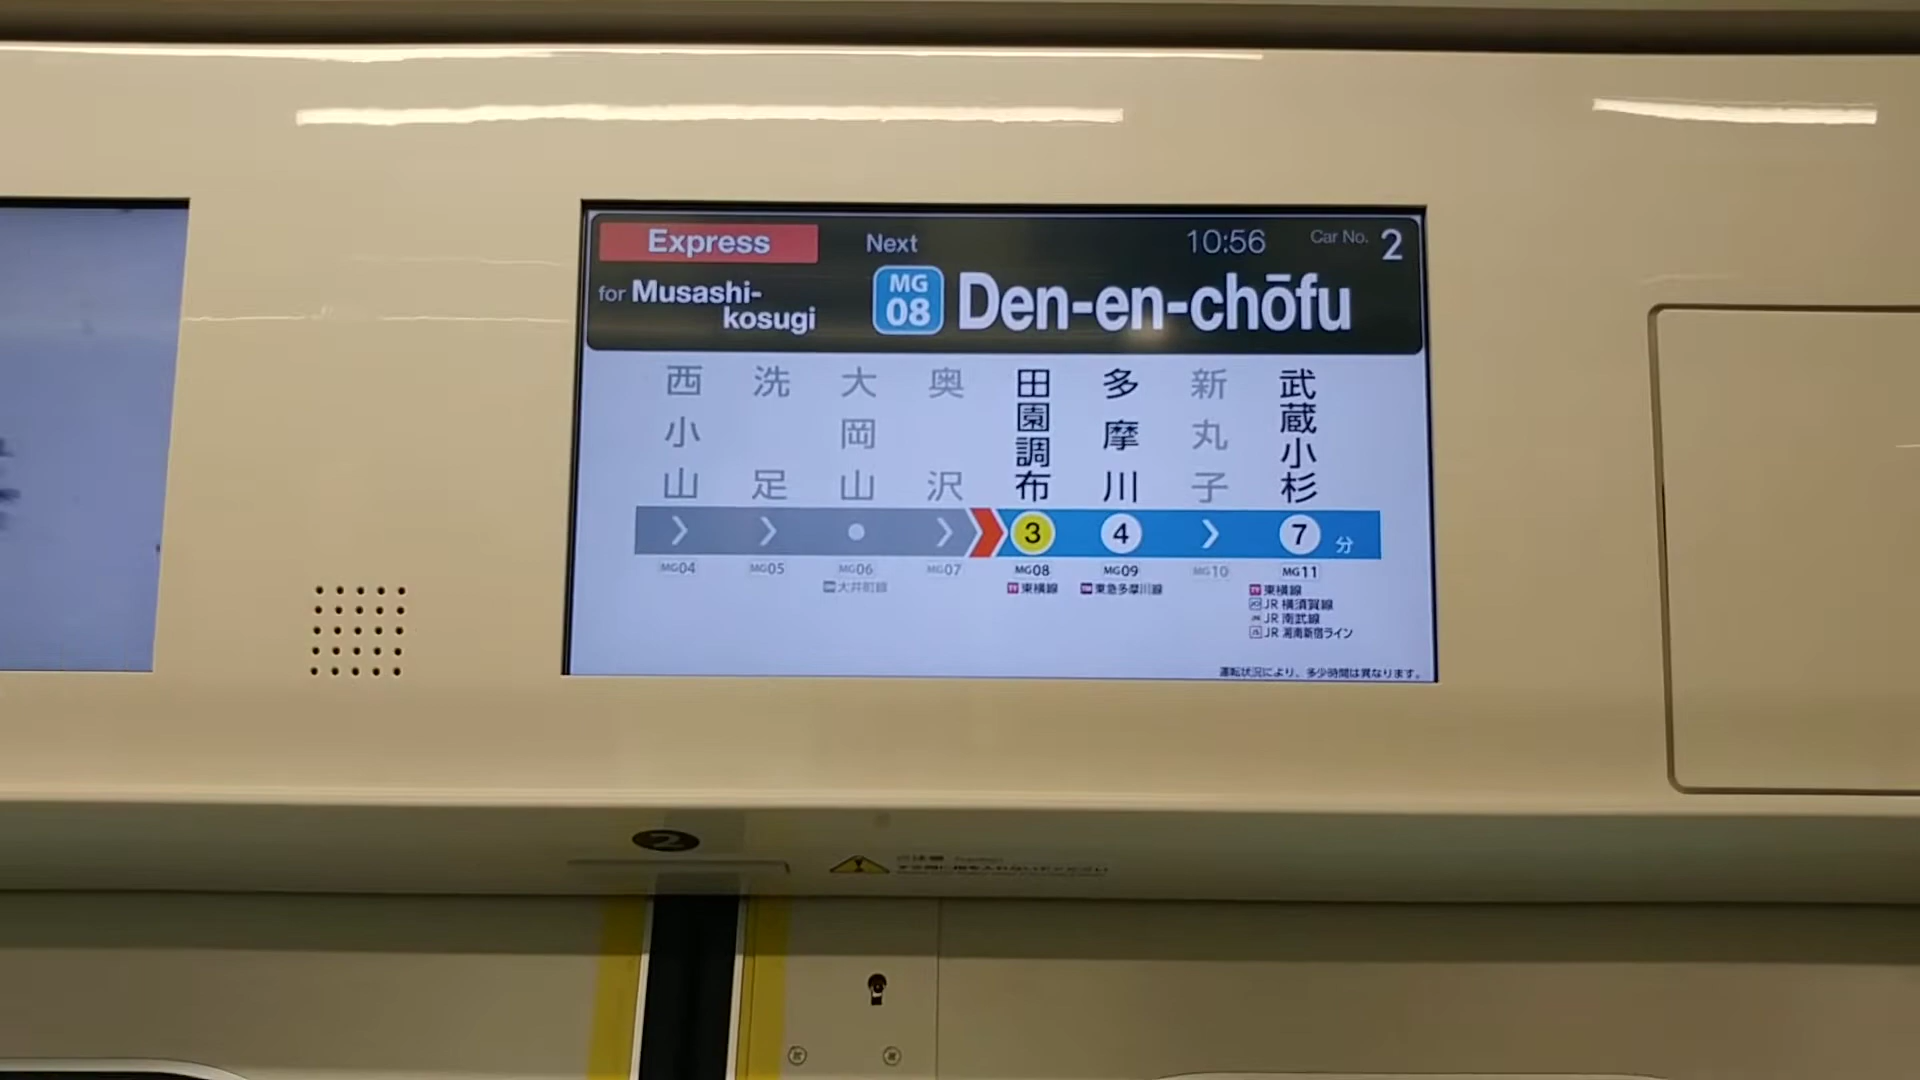 Express
Next
10:56
Car No. 2
for Musashi-
kosugi
MG
08
Den-en-chōfu
西小山
洗足
大岡山
奥沢
田園調布
多摩川
新丸子
武蔵小杉
3
4
7
分
MG04
MG05
MG06
MG07
MG08
MG09
MG10
MG11
大井町線
東横線
東急多摩川線
東横線
JR 横須賀線
JR 南武線
JR 湘南新宿ライン
運転状況により、多少時間は異なります。
2